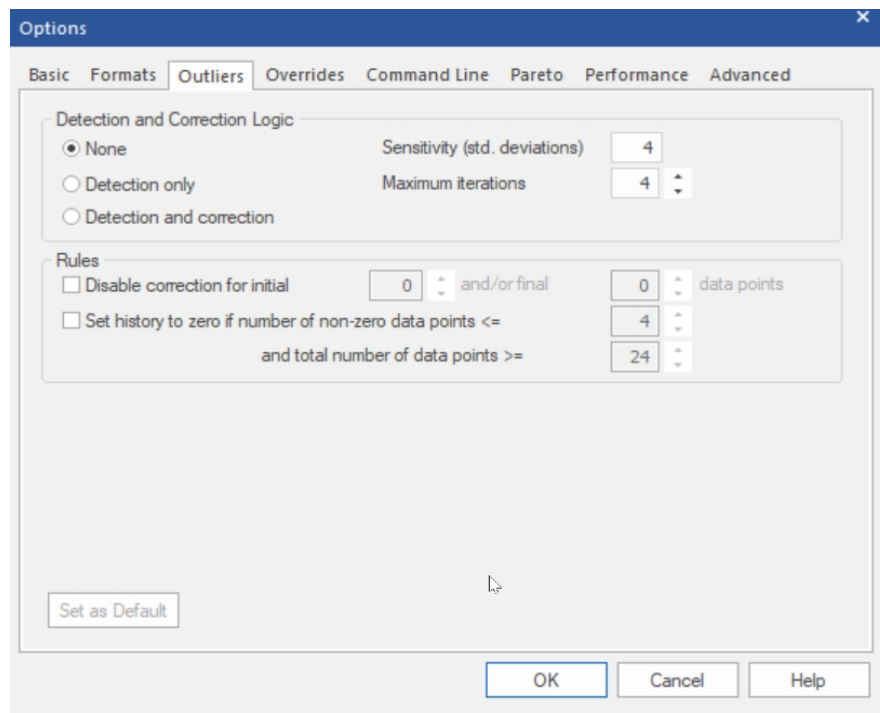 Options
Basic Formats Outliers Overrides Command Line Pareto Performance Advanced
Detection and Correction Logic
None
Sensitivity (std. deviations) 4
Detection only
Maximum iterations 4
Detection and correction
Rules
Disable correction for initial 0 and/or final 0 data points
Set history to zero if number of non-zero data points <= 4
and total number of data points >= 24
Set as Default
OK Cancel Help